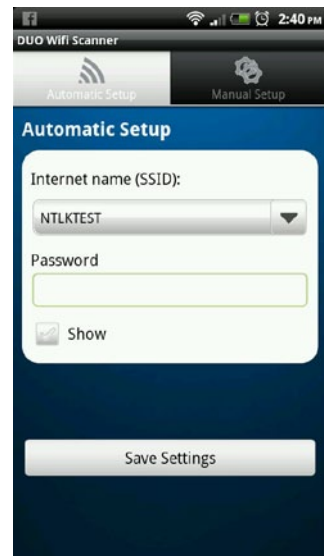 2:40 PM
DUO Wifi Scanner
Automatic Setup
Manual Setup
Automatic Setup
Internet name (SSID):
NTLKTEST
Password
Show
Save Settings